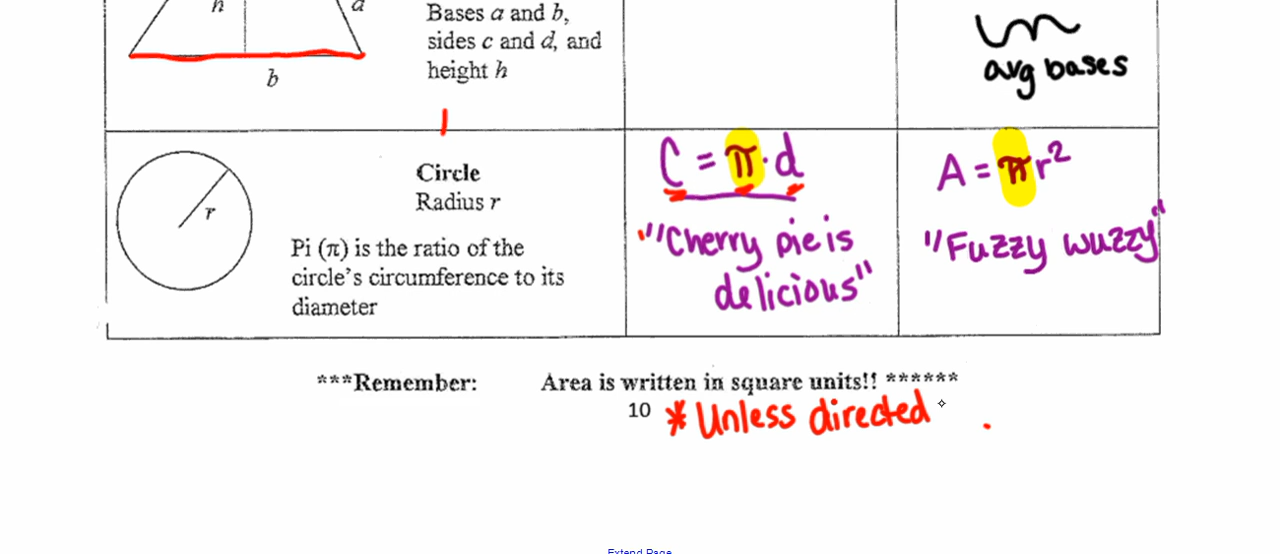 h
d
Bases a and b,
sides c and d, and
height h
b
avg bases
Circle
Radius r
r
Pi (π) is the ratio of the
circle's circumference to its
diameter
C = π · d
"Cherry pie is
delicious"
A = πr²
"Fuzzy wuzzy"
***Remember: Area is written in square units!! ******
10 * Unless directed
Extend Page